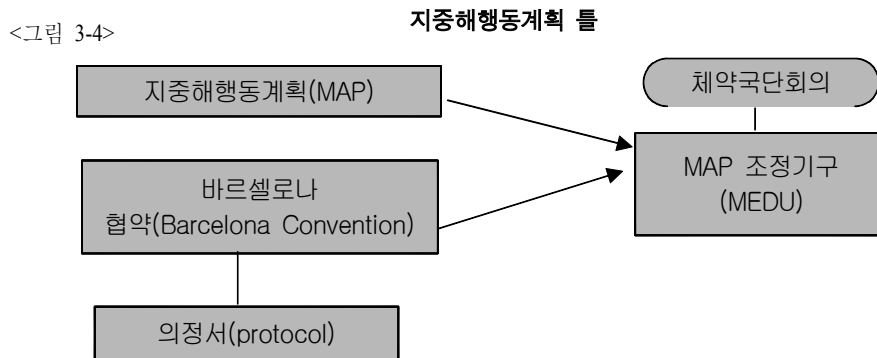 <그림 3-4>
지중해행동계획 틀
지중해행동계획(MAP)
체약국단회의
MAP 조정기구
(MEDU)
바르셀로나
협약(Barcelona Convention)
의정서(protocol)